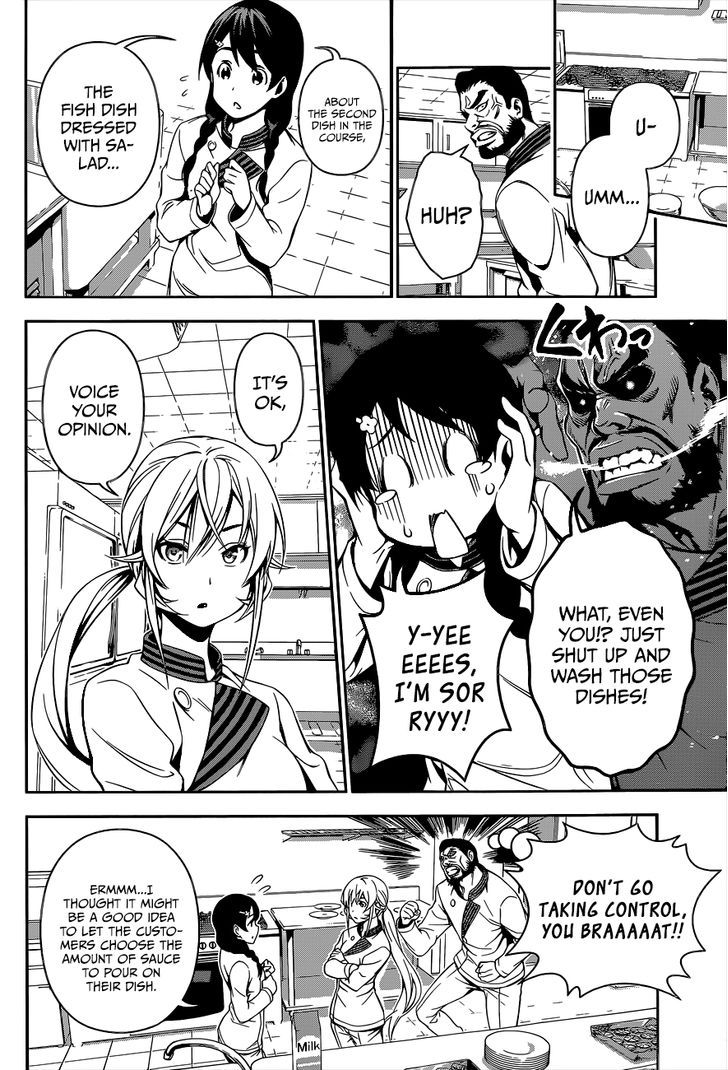 U-
UMM...
HUH?
ABOUT
THE SECOND
DISH IN THE
COURSE,
THE
FISH DISH
DRESSED
WITH SA-
LAD...
くわっ
WHAT, EVEN
YOU!? JUST
SHUT UP AND
WASH THOSE
DISHES!
Y-YEE
EEEES,
I'M SOR
RYYY!
IT'S
OK,
VOICE
YOUR
OPINION.
DON'T GO
TAKING CONTROL,
YOU BRAAAAAT!!
ERMMM...I
THOUGHT IT MIGHT
BE A GOOD IDEA
TO LET THE CUSTO-
MERS CHOOSE THE
AMOUNT OF SAUCE
TO POUR ON
THEIR DISH.
Milk